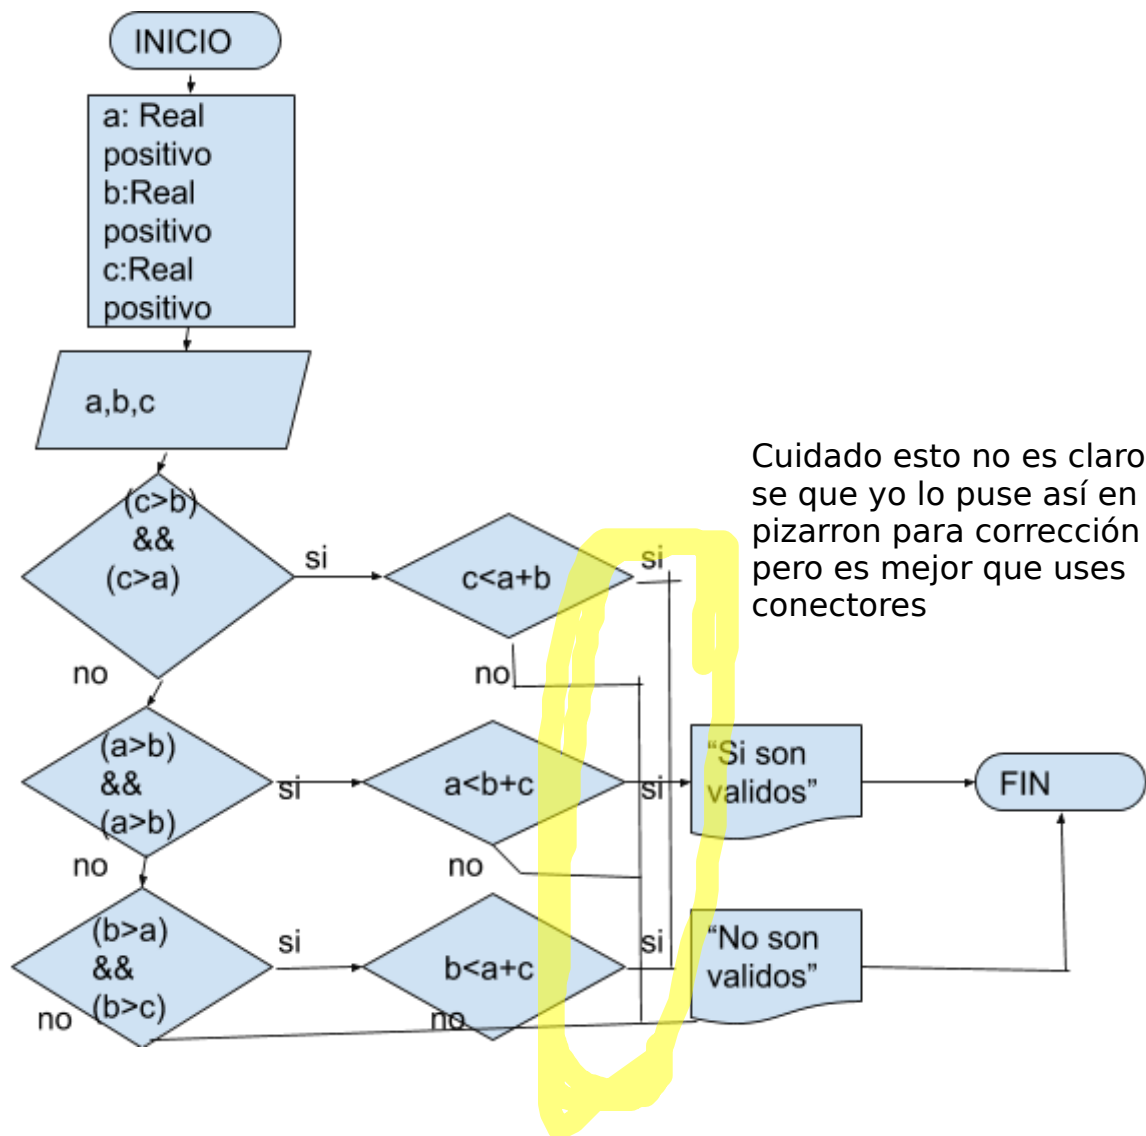 INICIO
a: Real
positivo
b:Real
positivo
c:Real
positivo
a,b,c
Cuidado esto no es claro
se que yo lo puse así en
pizarron para corrección
pero es mejor que uses
conectores
(c>b)
&&
(c>a)
si
c<a+b
si
no
no
(a>b)
&&
(a>b)
si
a<b+c
si
"Si son
validos"
FIN
no
no
(b>a)
&&
(b>c)
si
b<a+c
si
"No son
validos"
no
no